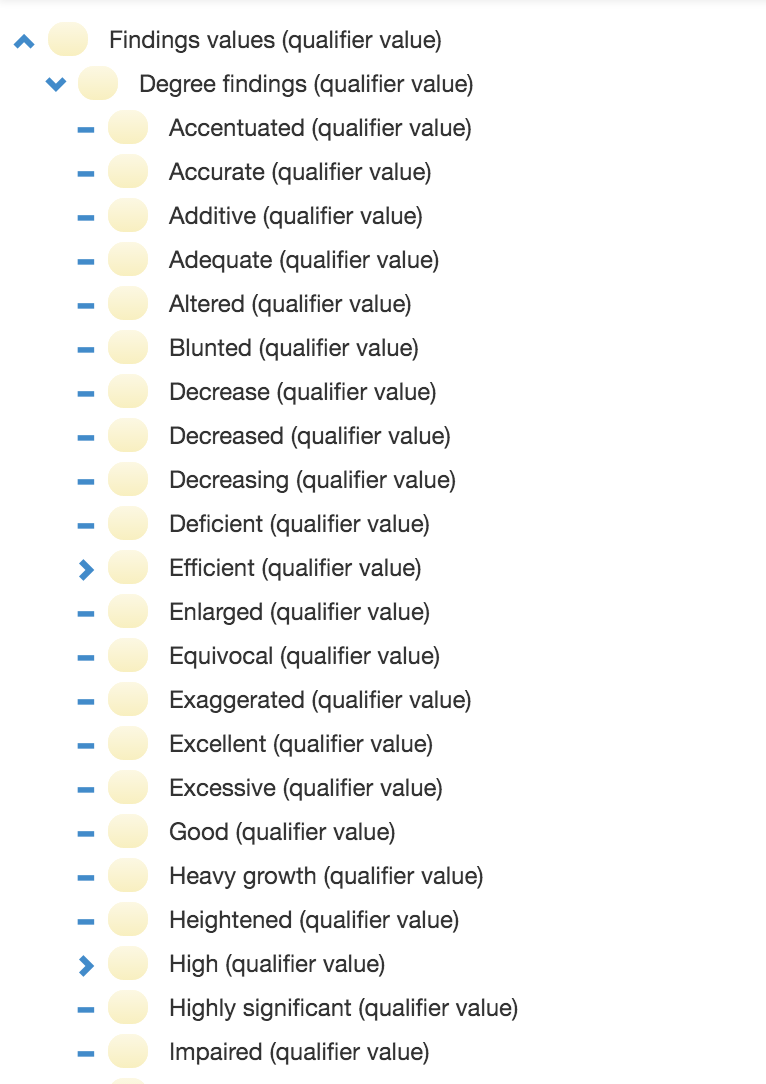 Findings values (qualifier value)
Degree findings (qualifier value)
Accentuated (qualifier value)
Accurate (qualifier value)
Additive (qualifier value)
Adequate (qualifier value)
Altered (qualifier value)
Blunted (qualifier value)
Decrease (qualifier value)
Decreased (qualifier value)
Decreasing (qualifier value)
Deficient (qualifier value)
Efficient (qualifier value)
Enlarged (qualifier value)
Equivocal (qualifier value)
Exaggerated (qualifier value)
Excellent (qualifier value)
Excessive (qualifier value)
Good (qualifier value)
Heavy growth (qualifier value)
Heightened (qualifier value)
High (qualifier value)
Highly significant (qualifier value)
Impaired (qualifier value)